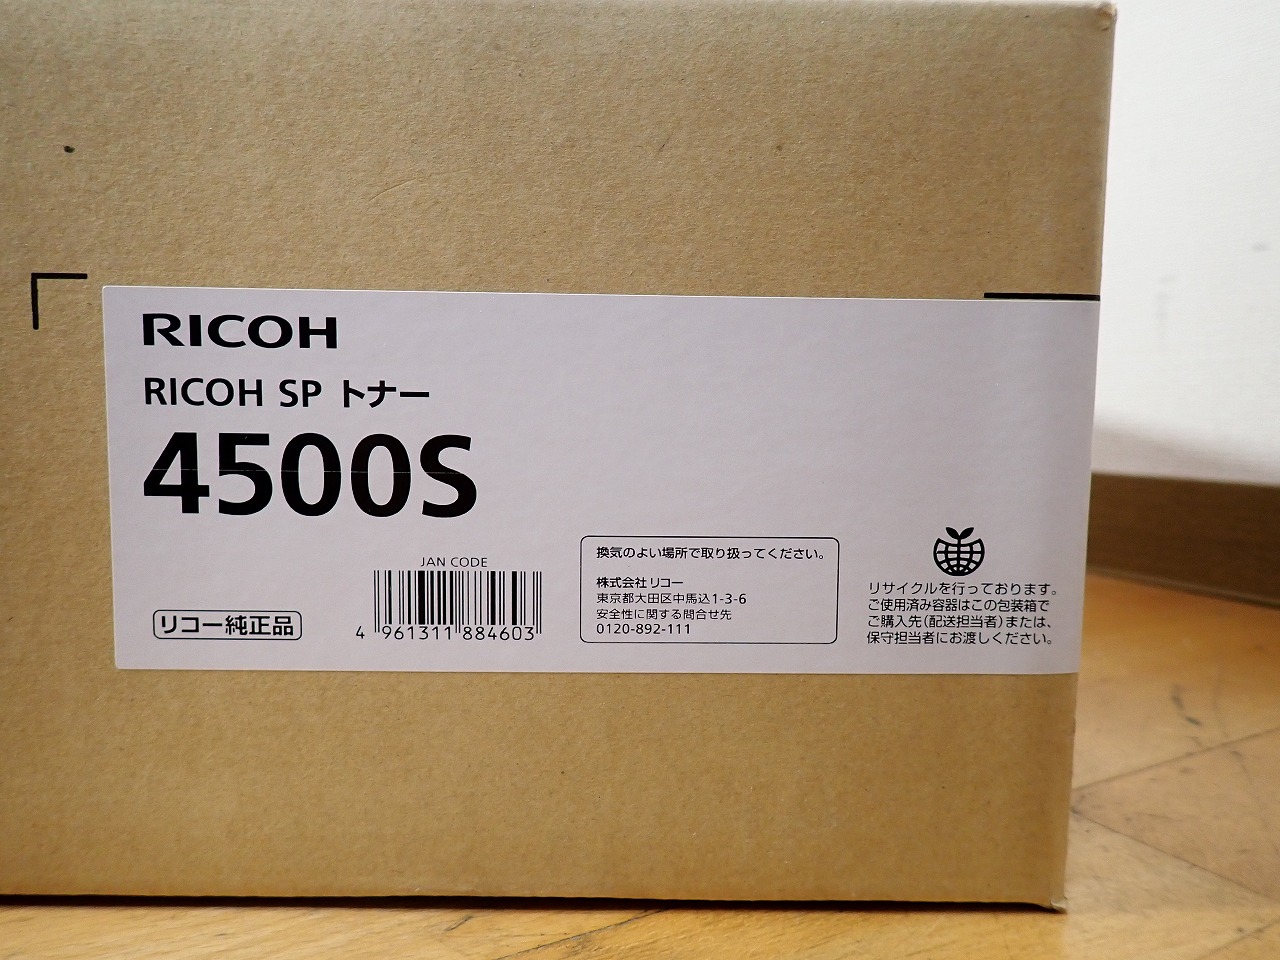 RICOH
RICOH SP トナー
4500S
JAN CODE
4 961311 884603
リコー純正品
換気のよい場所で取り扱ってください。
株式会社リコー
東京都大田区中馬込1-3-6
安全性に関する問合せ先
0120-892-111
リサイクルを行っております。
ご使用済み容器はこの包装箱で
ご購入先(配送担当者)または、
保守担当者にお渡しください。